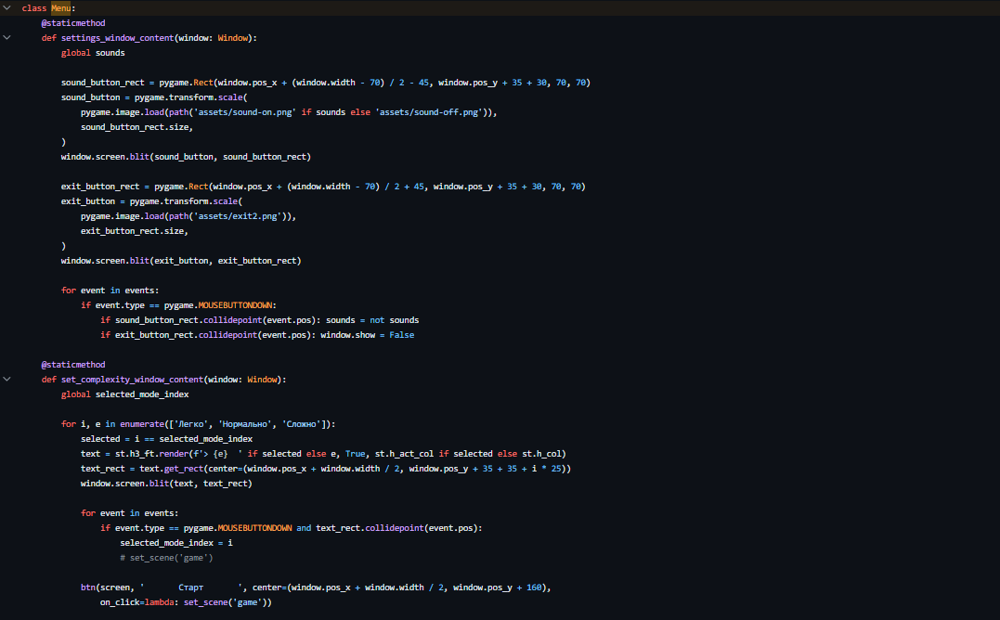 class Menu:
    @staticmethod
    def settings_window_content(window: Window):
        global sounds

        sound_button_rect = pygame.Rect(window.pos_x + (window.width - 70) / 2 - 45, window.pos_y + 35 + 30, 70, 70)
        sound_button = pygame.transform.scale(
            pygame.image.load(path('assets/sound-on.png' if sounds else 'assets/sound-off.png')),
            sound_button_rect.size,
        )
        window.screen.blit(sound_button, sound_button_rect)

        exit_button_rect = pygame.Rect(window.pos_x + (window.width - 70) / 2 + 45, window.pos_y + 35 + 30, 70, 70)
        exit_button = pygame.transform.scale(
            pygame.image.load(path('assets/exit2.png')),
            exit_button_rect.size,
        )
        window.screen.blit(exit_button, exit_button_rect)

        for event in events:
            if event.type == pygame.MOUSEBUTTONDOWN:
                if sound_button_rect.collidepoint(event.pos): sounds = not sounds
                if exit_button_rect.collidepoint(event.pos): window.show = False

    @staticmethod
    def set_complexity_window_content(window: Window):
        global selected_mode_index

        for i, e in enumerate(['Легко', 'Нормально', 'Сложно']):
            selected = i == selected_mode_index
            text = st.h3_ft.render(f'> {e}  ' if selected else e, True, st.h_act_col if selected else st.h_col)
            text_rect = text.get_rect(center=(window.pos_x + window.width / 2, window.pos_y + 35 + 35 + i * 25))
            window.screen.blit(text, text_rect)

            for event in events:
                if event.type == pygame.MOUSEBUTTONDOWN and text_rect.collidepoint(event.pos):
                    selected_mode_index = i
                    # set_scene('game')

            btn(screen, '       Старт       ', center=(window.pos_x + window.width / 2, window.pos_y + 160),
                on_click=lambda: set_scene('game'))